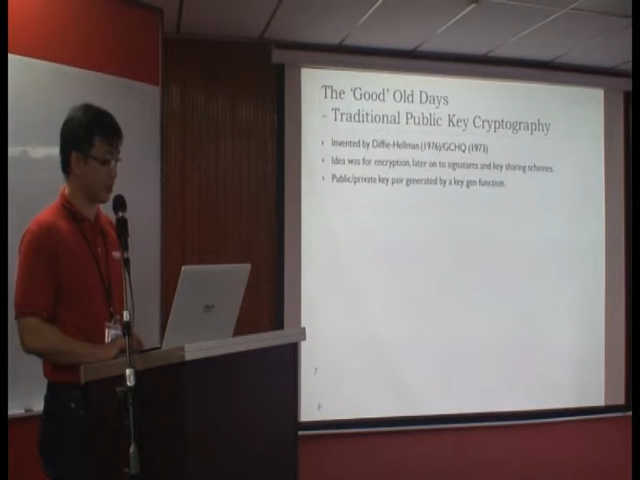 The 'Good' Old Days
- Traditional Public Key Cryptography
Invented by Diffie-Hellman (1976)/GCHQ (1973)
Idea was for encryption, later on to signatures and key sharing schemes.
Public/private key pair generated by a key gen function.